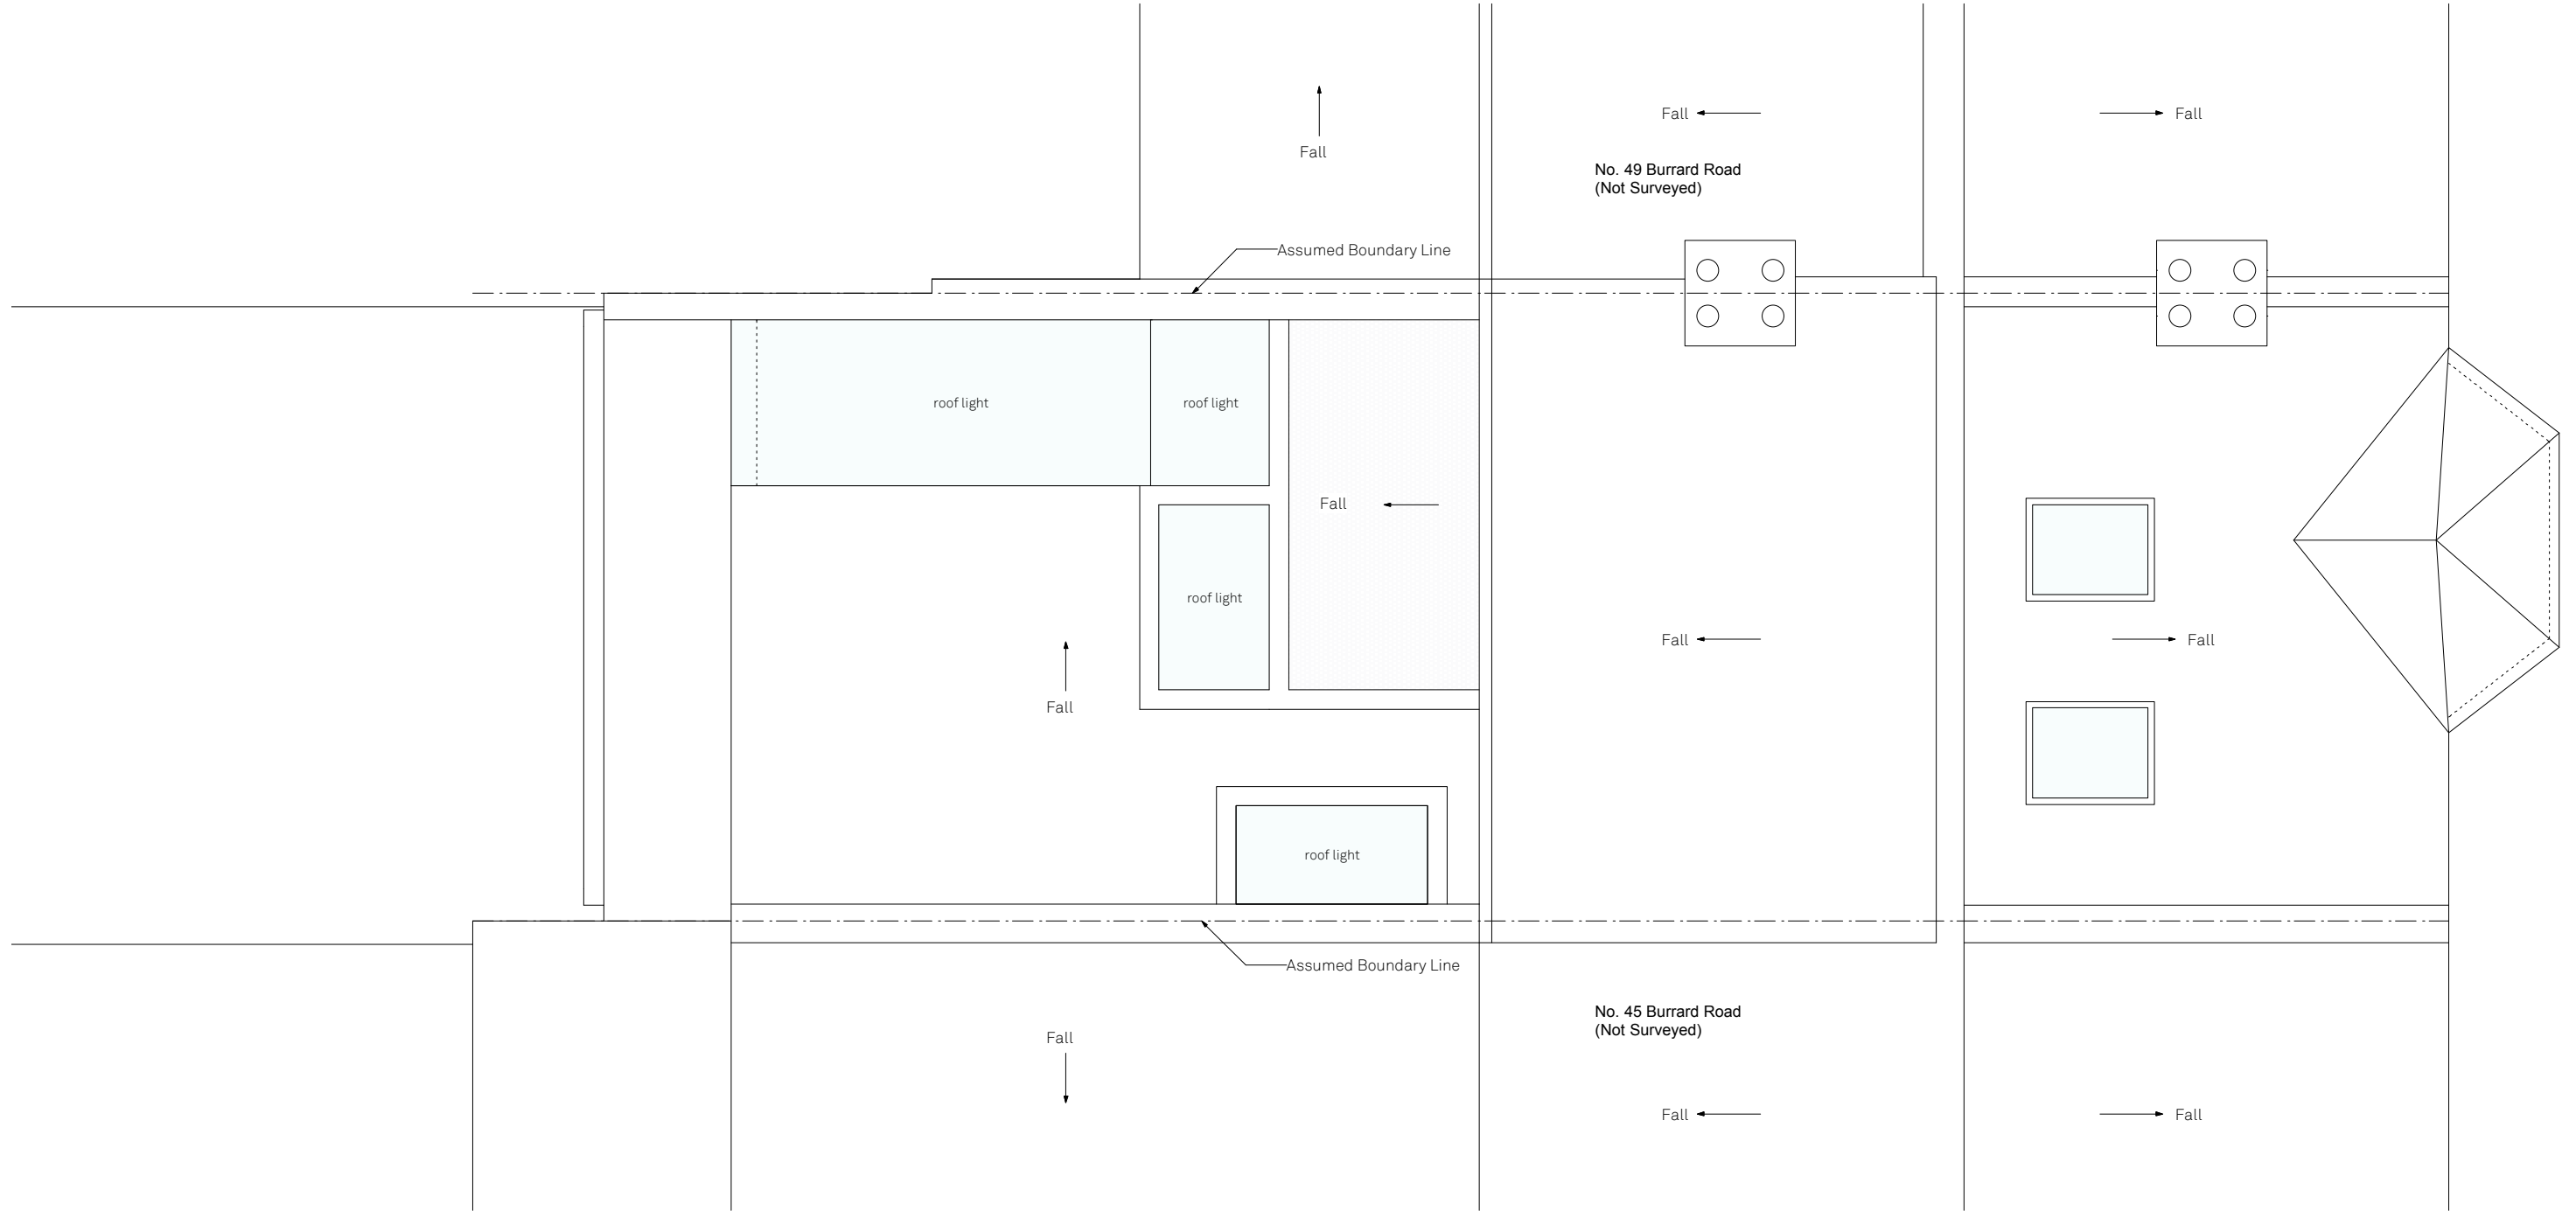 Fall
Fall
Fall
No. 49 Burrard Road
(Not Surveyed)
Assumed Boundary Line
roof light
roof light
Fall
roof light
Fall
Fall
Fall
roof light
Assumed Boundary Line
No. 45 Burrard Road
(Not Surveyed)
Fall
Fall
Fall